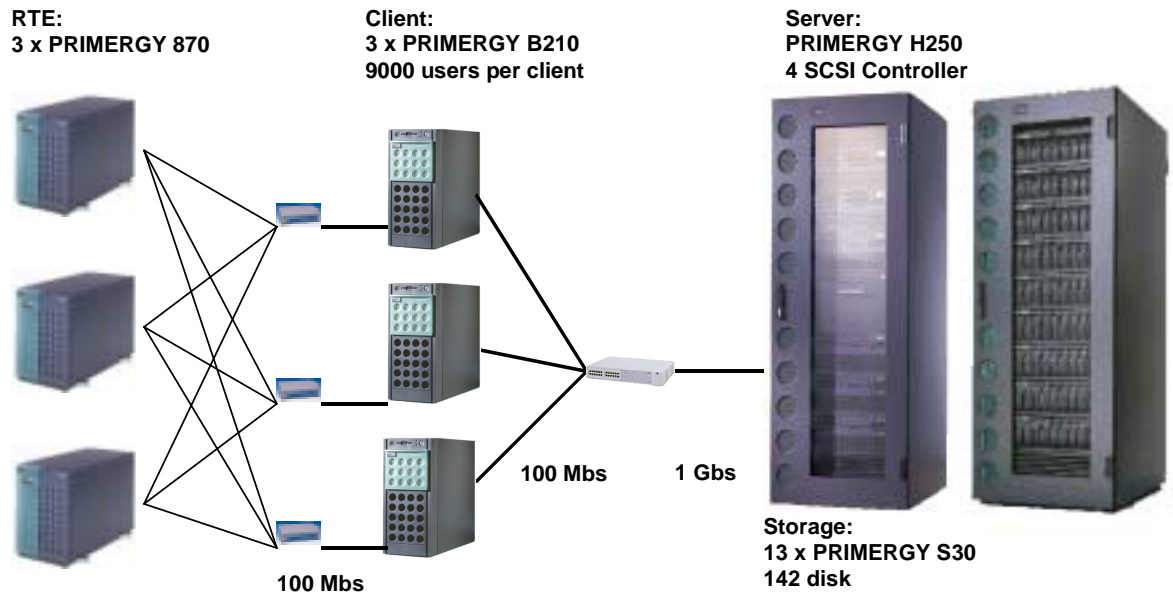 RTE:
3 x PRIMERGY 870
Client:
3 x PRIMERGY B210
9000 users per client
Server:
PRIMERGY H250
4 SCSI Controller
100 Mbs
1 Gbs
Storage:
13 x PRIMERGY S30
142 disk
100 Mbs